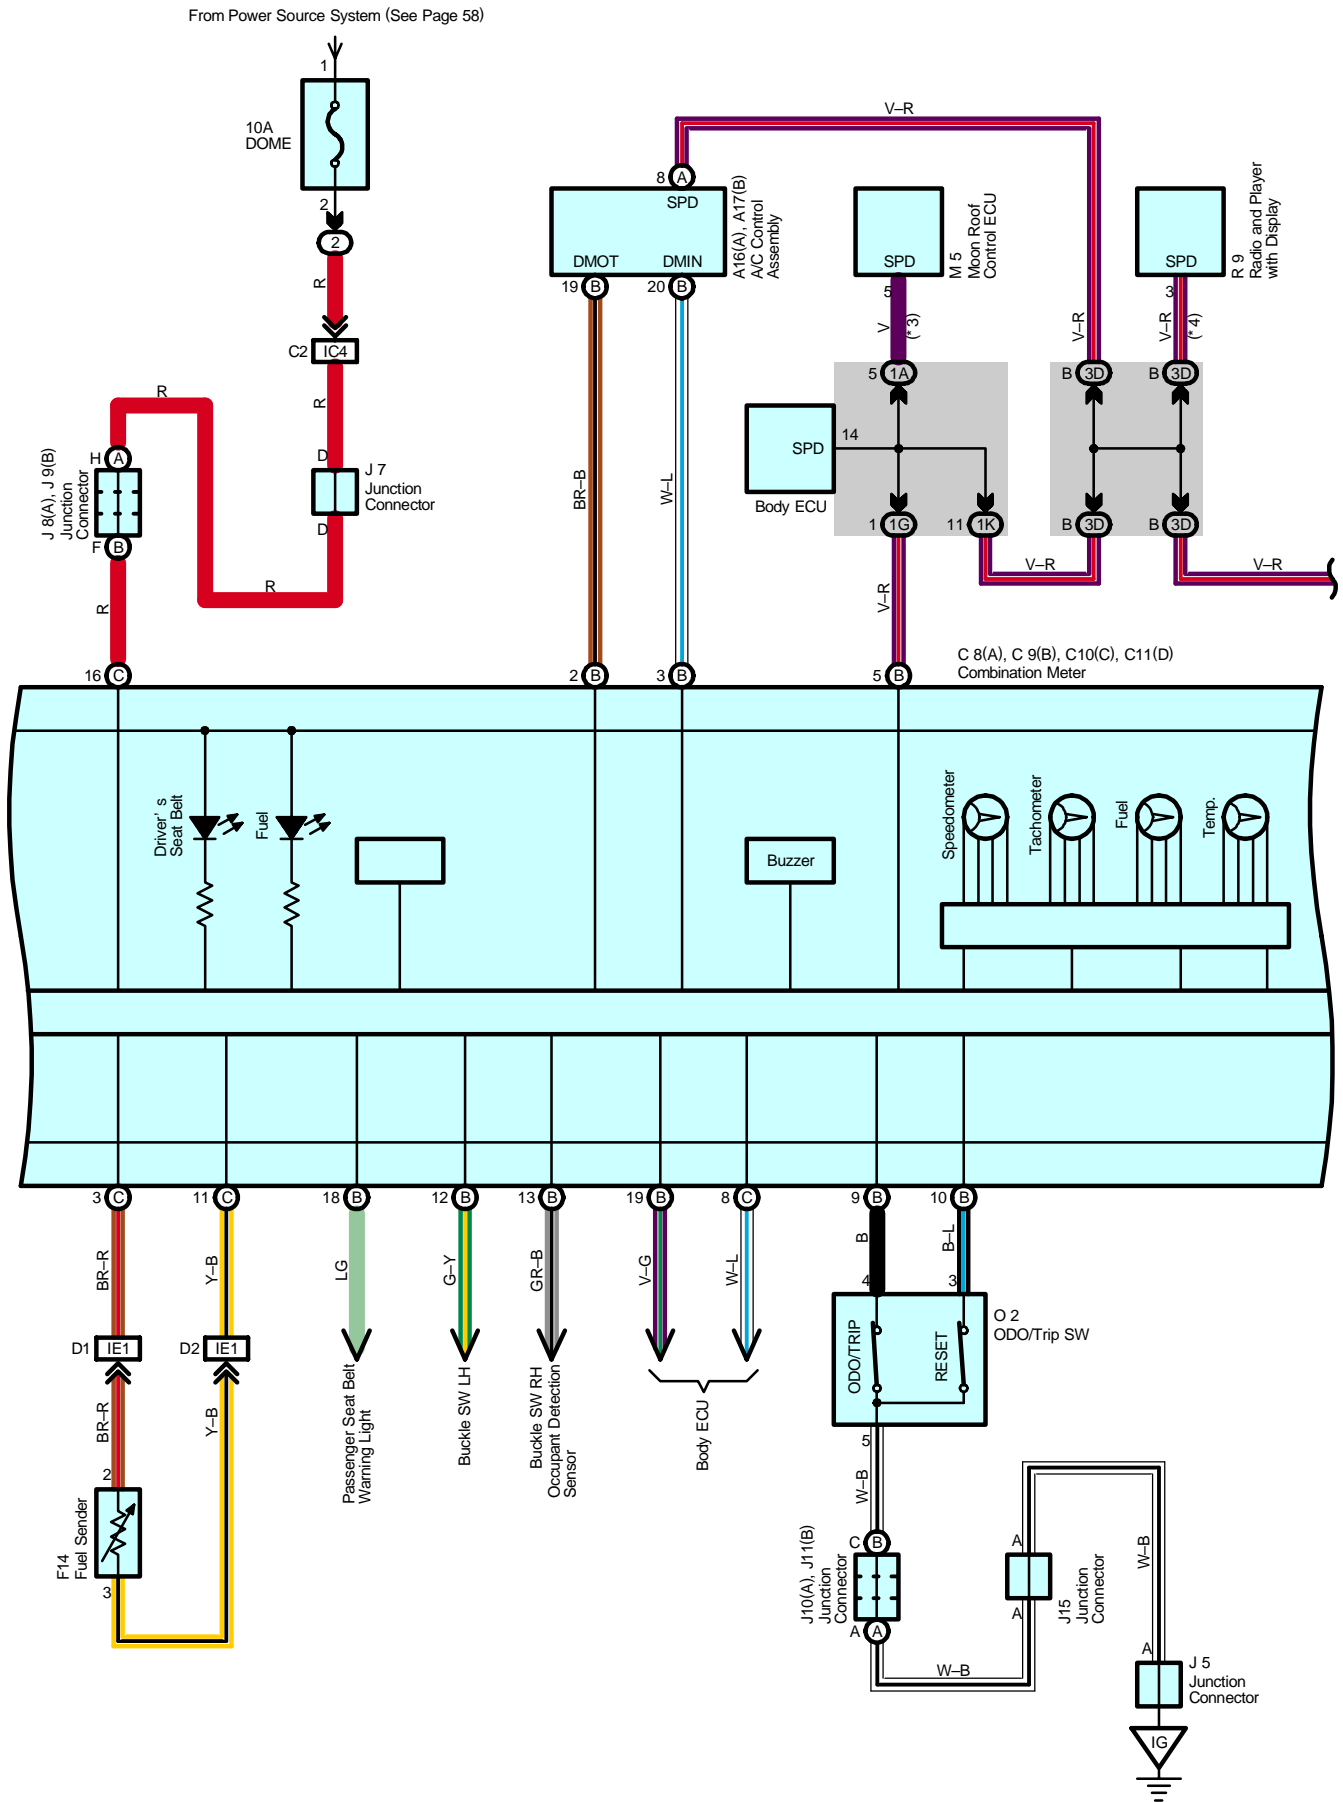 From Power Source System (See Page 58)
1
10A
DOME
2
2
R
C2
IC4
R
R
D
J 7
Junction
Connector
D
R
H
A
J 8(A), J 9(B)
Junction
Connector
F
B
R
16
C
V–R
8
A
SPD
DMOT
DMIN
A16(A), A17(B)
A/C Control
Assembly
19
B
20
B
BR–B
W–L
2
B
3
B
SPD
M 5
Moon Roof
Control ECU
5
V
(* 3)
5
1A
SPD
14
Body ECU
1
1G
11
1K
V–R
V–R
5
B
SPD
R 9
Radio and Player
with Display
3
V–R
V–R
(* 4)
B
3D
B
3D
B
3D
B
3D
V–R
C 8(A), C 9(B), C10(C), C11(D)
Combination Meter
Driver' s
Seat Belt
Fuel
Buzzer
Speedometer
Tachometer
Fuel
Temp.
3
C
11
C
18
B
12
B
13
B
19
B
8
C
9
B
10
B
BR–R
Y–B
LG
G–Y
GR–B
V–G
W–L
B
B–L
D1
IE1
D2
IE1
BR–R
Y–B
2
F14
Fuel Sender
3
Passenger Seat Belt
Warning Light
Buckle SW LH
Buckle SW RH
Occupant Detection
Sensor
Body ECU
4
3
ODO/TRIP
RESET
O 2
ODO/Trip SW
5
W–B
C
B
J10(A), J11(B)
Junction
Connector
A
A
W–B
A
J15
Junction
Connector
A
W–B
A
J 5
Junction
Connector
IG